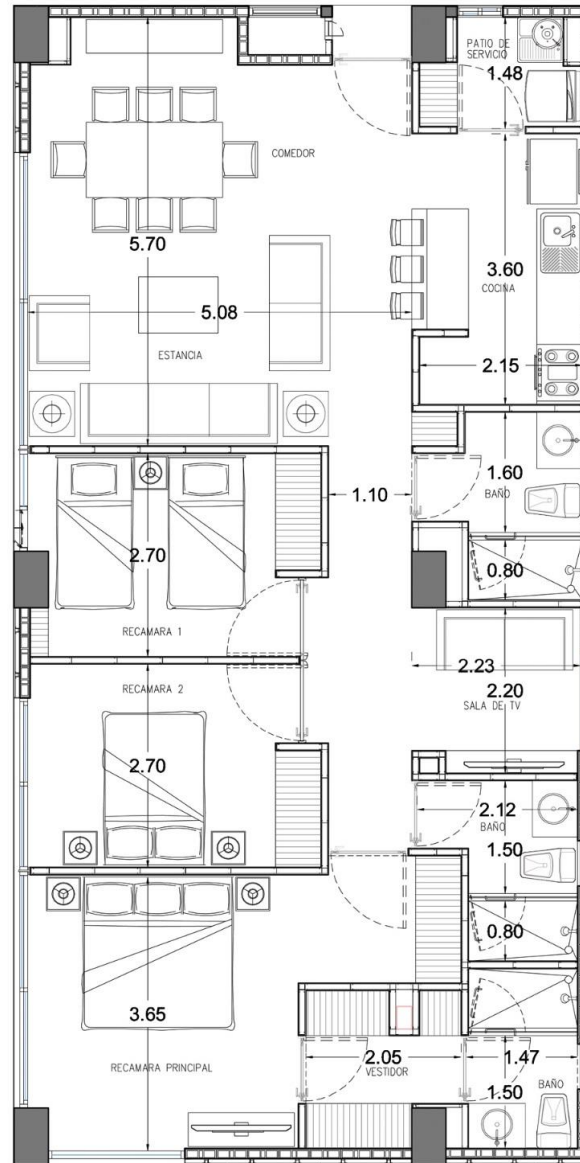 PATIO DE
SERVICIO
1.48
COMEDOR
5.70
3.60
COCINA
5.08
ESTANCIA
2.15
1.60
BAÑO
1.10
2.70
0.80
RECAMARA 1
2.23
RECAMARA 2
2.20
SALA DE TV
2.70
2.12
BAÑO
1.50
0.80
3.65
RECAMARA PRINCIPAL
2.05
VESTIDOR
1.47
1.50
BAÑO